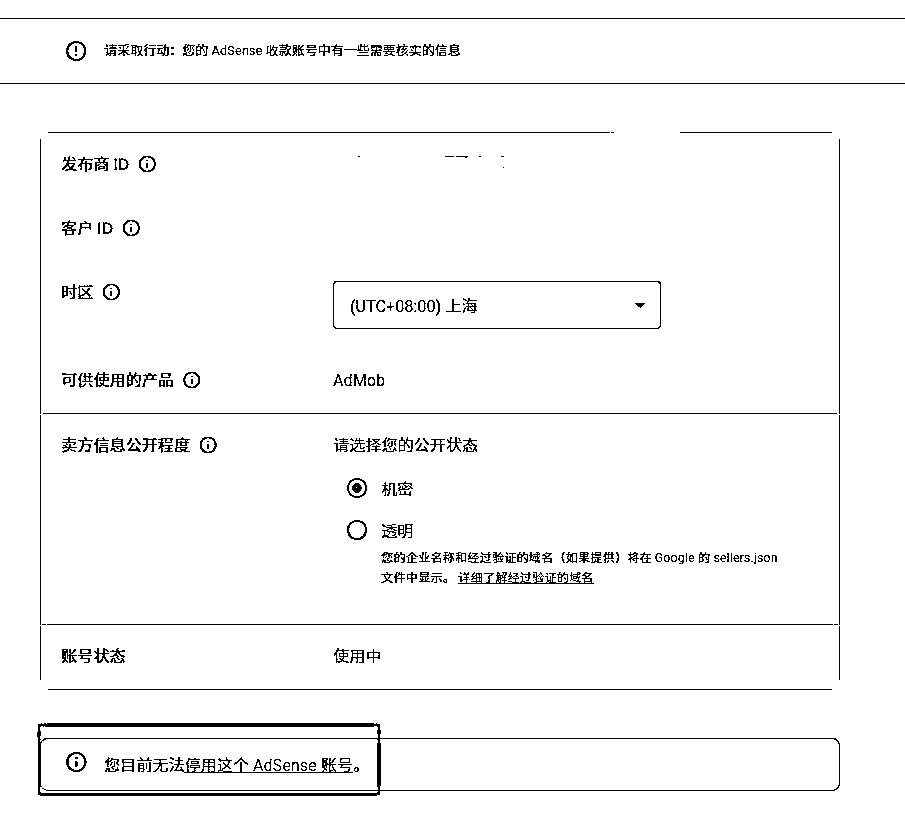 请采取行动：您的 AdSense 收款账号中有一些需要核实的信息
发布商 ID
客户 ID
时区
(UTC+08:00) 上海
可供使用的产品
AdMob
卖方信息公开程度
请选择您的公开状态
机密
透明
您的企业名称和经过验证的域名（如果提供）将在 Google 的 sellers.json
文件中显示。 详细了解经过验证的域名
账号状态
使用中
您目前无法停用这个 AdSense 账号。